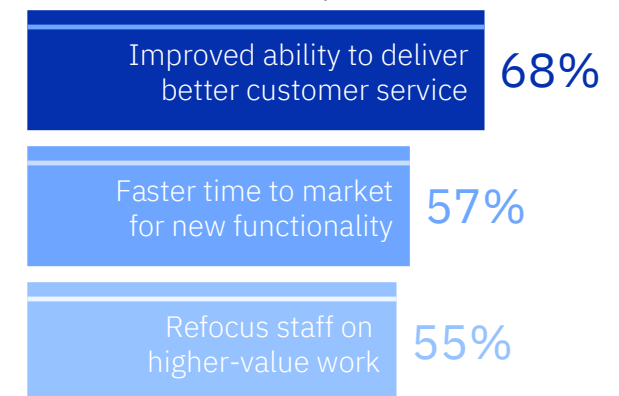 Improved ability to deliver
better customer service
68%
Faster time to market
for new functionality
57%
Refocus staff on
higher-value work
55%